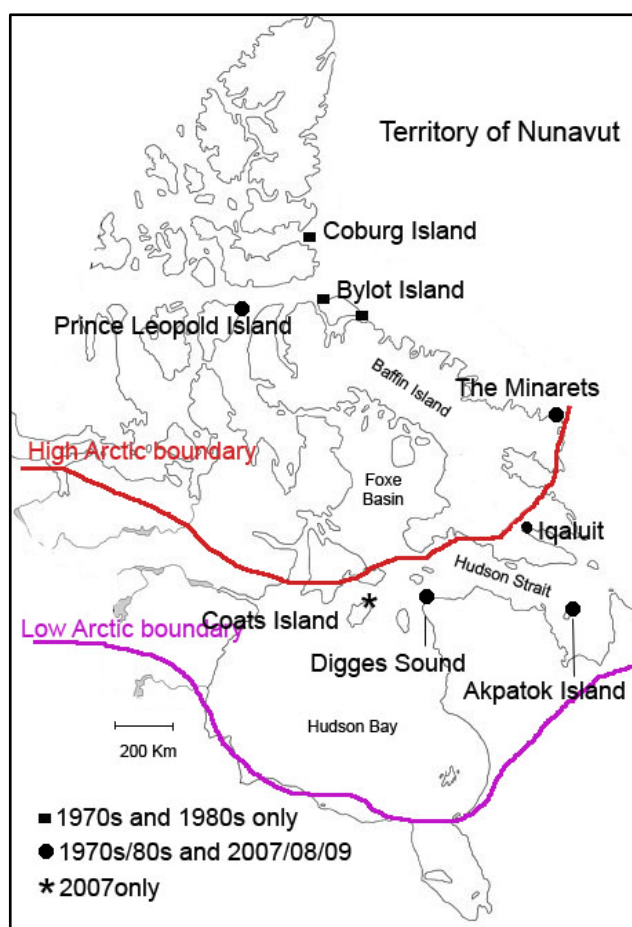 Territory of Nunavut
Coburg Island
Bylot Island
Prince Leopold Island
Baffin Island
The Minarets
High Arctic boundary
Foxe
Basin
Iqaluit
Hudson Strait
Coats Island
Low Arctic boundary
Digges Sound
Akpatok Island
Hudson Bay
200 Km
1970s and 1980s only
1970s/80s and 2007/08/09
* 2007only